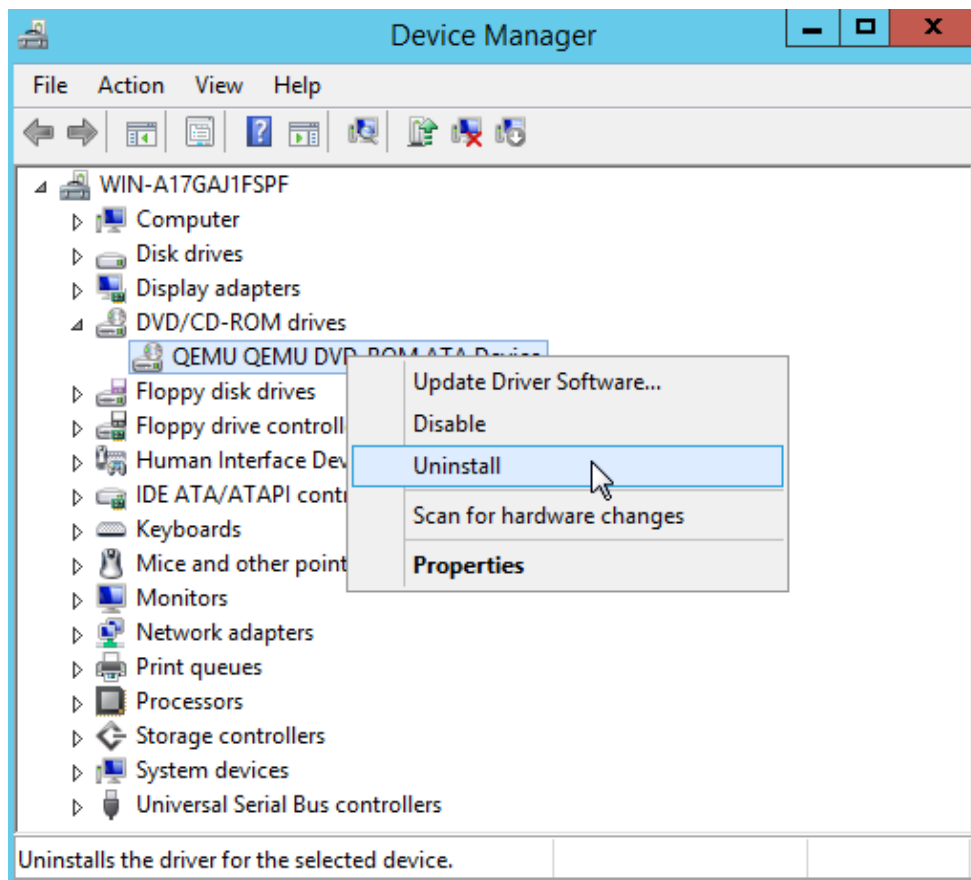 Device Manager
File Action View Help
WIN-A17GAJ1FSPF
Computer
Disk drives
Display adapters
DVD/CD-ROM drives
QEMU QEMU DVD-ROM ATA Device
Update Driver Software...
Floppy disk drives
Disable
Floppy drive controll
Human Interface Dev
Uninstall
IDE ATA/ATAPI cont
Scan for hardware changes
Keyboards
Mice and other point
Properties
Monitors
Network adapters
Print queues
Processors
Storage controllers
System devices
Universal Serial Bus controllers
Uninstalls the driver for the selected device.